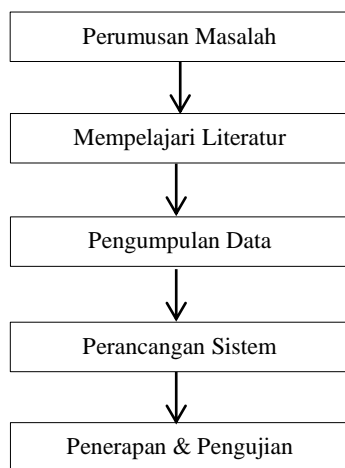 Perumusan Masalah
Mempelajari Literatur
Pengumpulan Data
Perancangan Sistem
Penerapan & Pengujian